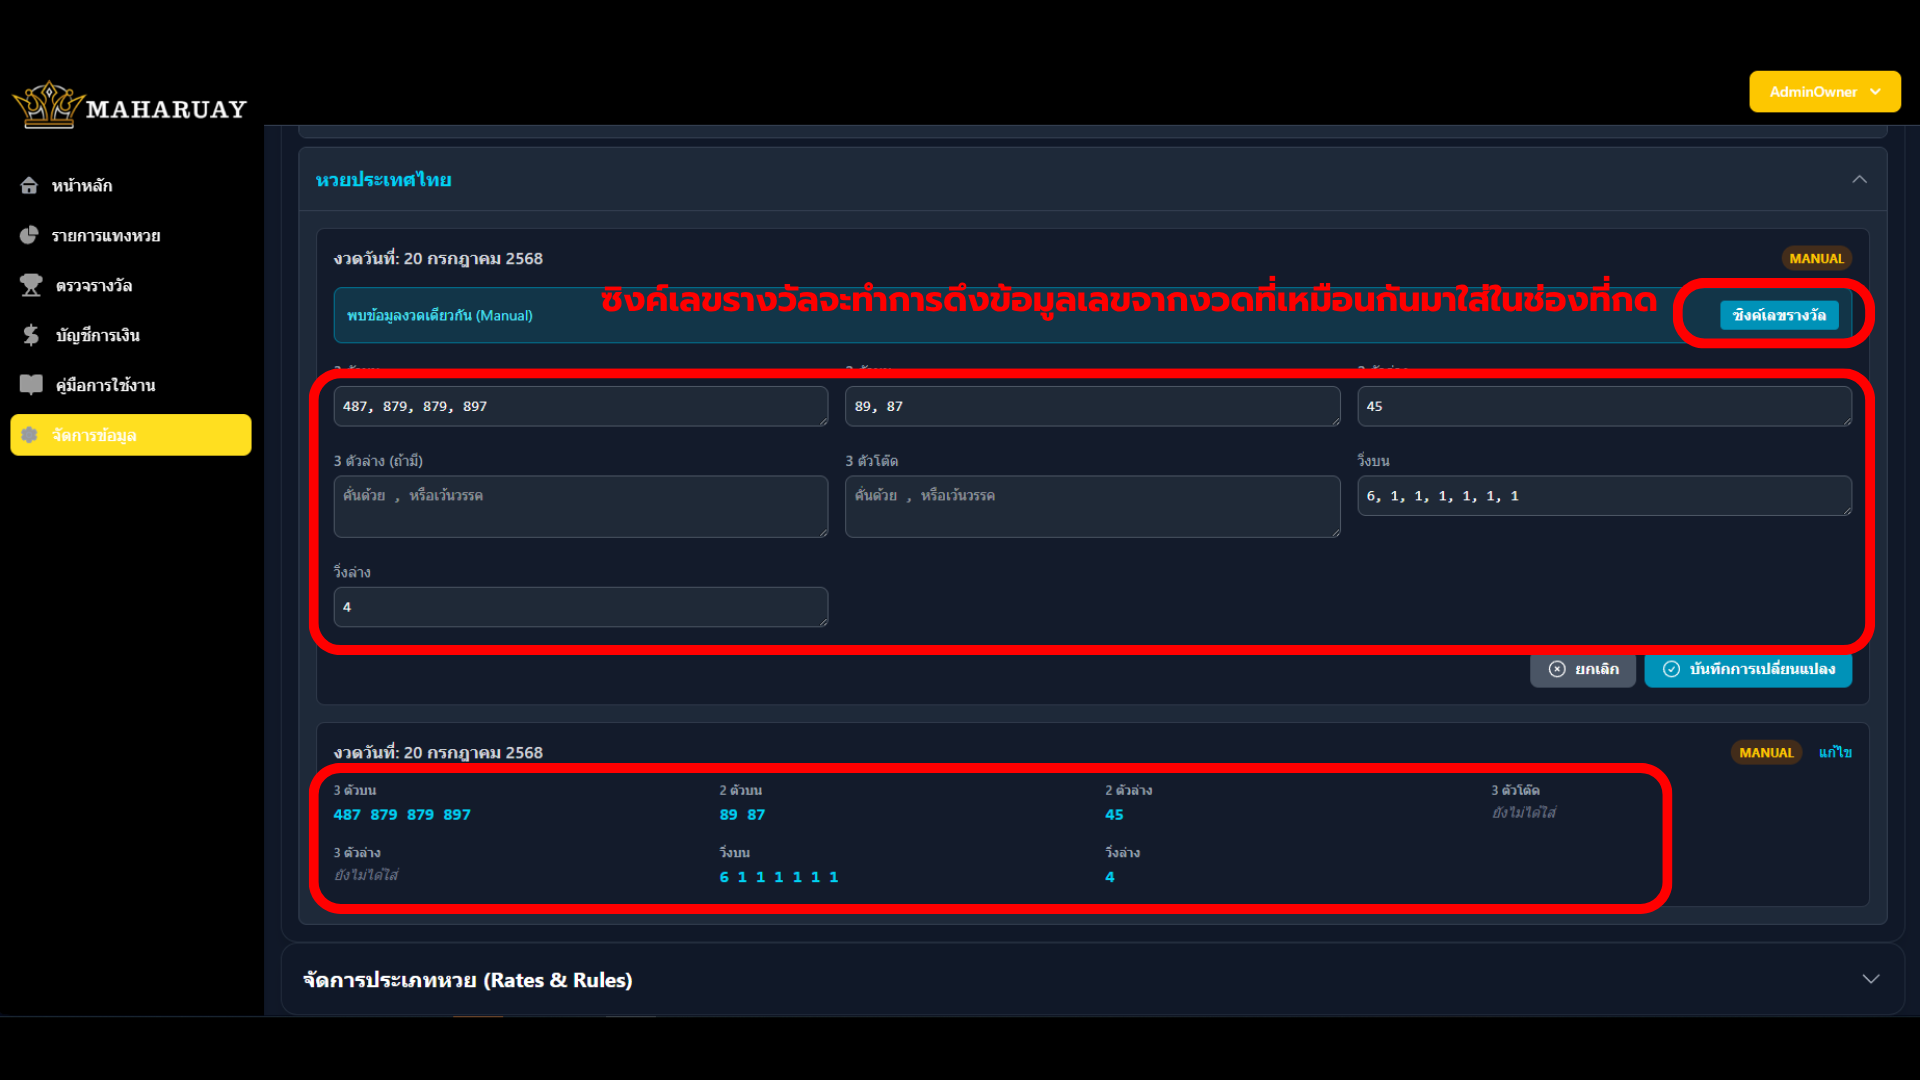 MAHARUAY
AdminOwner
หน้าหลัก
รายการแทงหวย
ตรวจรางวัล
บัญชีการเงิน
คู่มือการใช้งาน
จัดการข้อมูล
หวยประเทศไทย
งวดวันที่: 20 กรกฎาคม 2568
MANUAL
ซิงค์เลขรางวัลจะทำการดึงข้อมูลเลขจากงวดที่เหมือนกันมาใส่ในช่องที่กด
พบข้อมูลงวดเดียวกัน (Manual)
ซิงค์เลขรางวัล
487, 879, 879, 897
89, 87
45
3 ตัวล่าง (ถ้ามี)
3 ตัวโต๊ด
วิ่งบน
คั่นด้วย , หรือเว้นวรรค
คั่นด้วย , หรือเว้นวรรค
6, 1, 1, 1, 1, 1, 1
วิ่งล่าง
4
ยกเลิก
บันทึกการเปลี่ยนแปลง
งวดวันที่: 20 กรกฎาคม 2568
MANUAL
แก้ไข
3 ตัวบน
2 ตัวบน
2 ตัวล่าง
3 ตัวโต๊ด
487 879 879 897
89 87
45
ยังไม่ได้ใส่
3 ตัวล่าง
วิ่งบน
วิ่งล่าง
ยังไม่ได้ใส่
6 1 1 1 1 1 1
4
จัดการประเภทหวย (Rates & Rules)